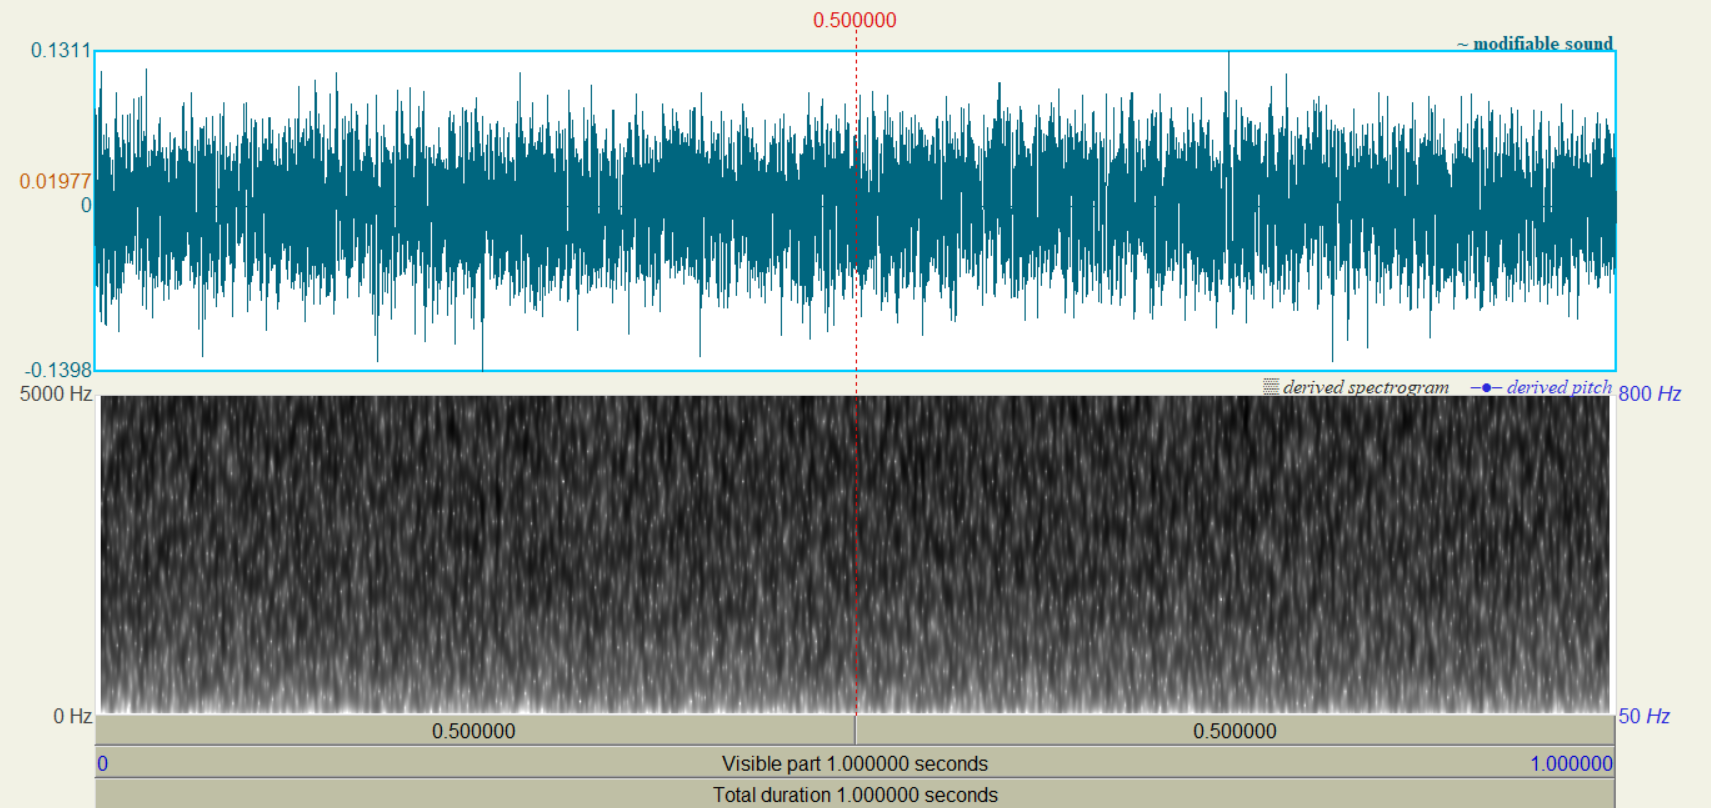 0.500000
0.1311
~ modifiable sound
0.01977
0
-0.1398
5000 Hz
derived spectrogram
derived pitch
800 Hz
0 Hz
50 Hz
0.500000
0.500000
0
Visible part 1.000000 seconds
1.000000
Total duration 1.000000 seconds